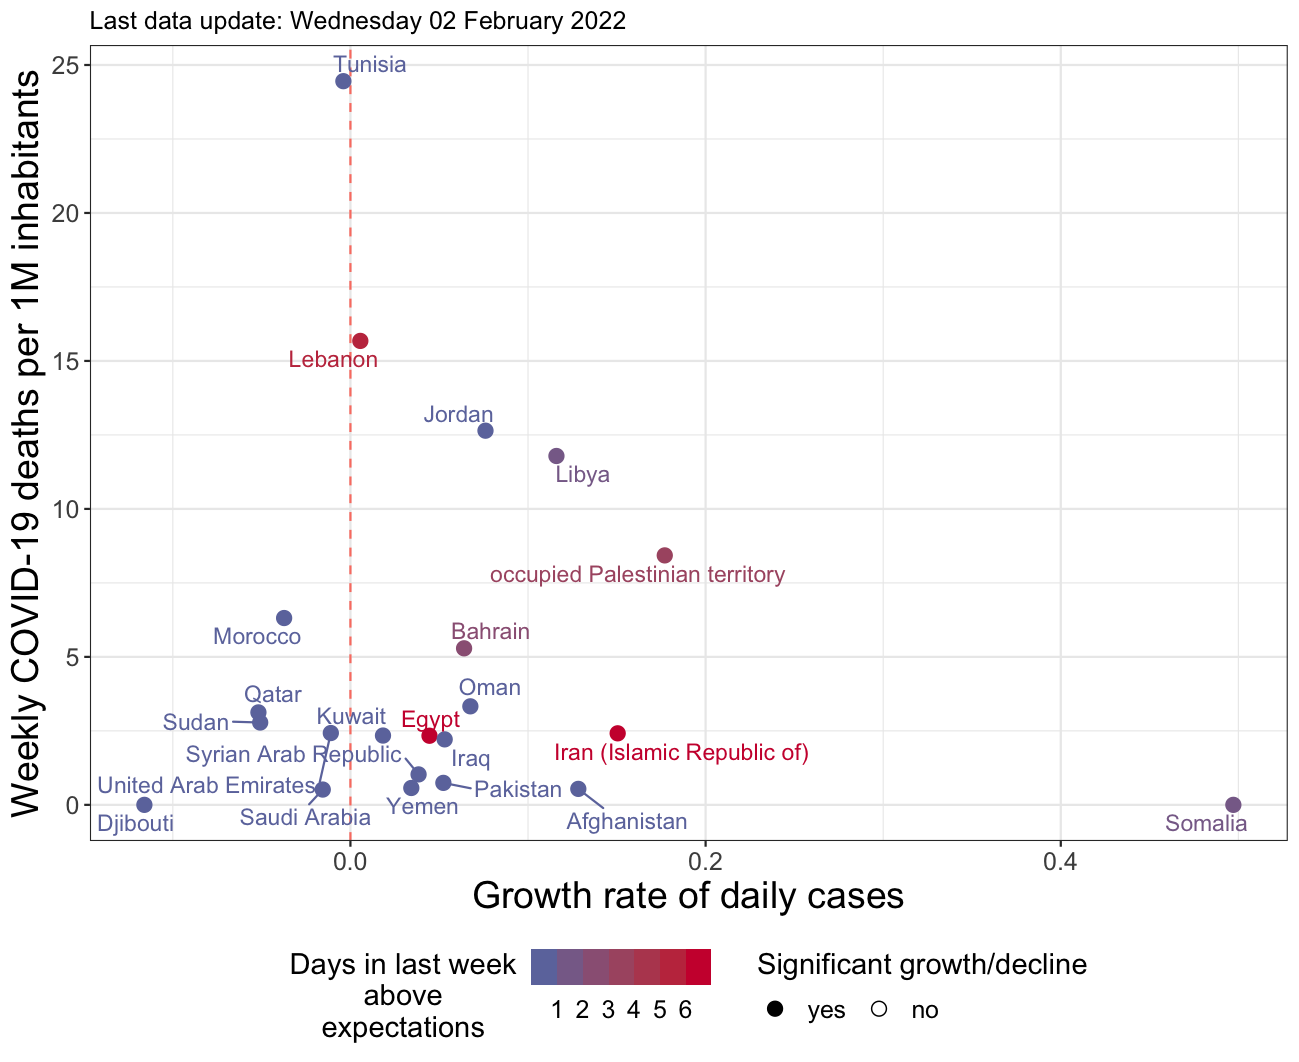 Last data update: Wednesday 02 February 2022
Weekly COVID-19 deaths per 1M inhabitants
25
20
15
10
5
0
Tunisia
Lebanon
Jordan
Libya
occupied Palestinian territory
Morocco
Bahrain
Qatar
Oman
Sudan
Kuwait
Egypt
Syrian Arab Republic
Iraq
Iran (Islamic Republic of)
United Arab Emirates
Pakistan
Yemen
Saudi Arabia
Afghanistan
Djibouti
Somalia
0.0
0.2
0.4
Growth rate of daily cases
Days in last week
above
expectations
1 2 3 4 5 6
Significant growth/decline
yes
no